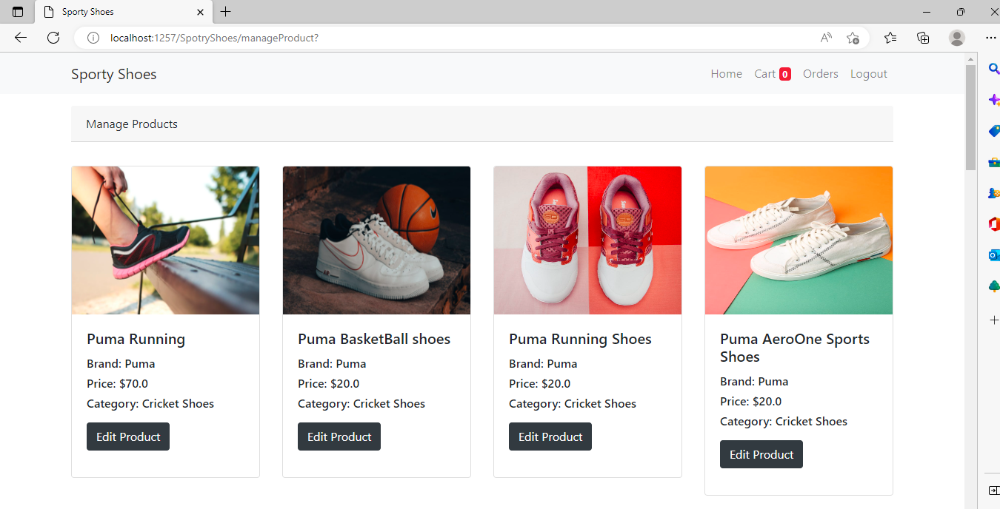 Sporty Shoes
localhost:1257/SpotryShoes/manageProduct?
Sporty Shoes
Home Cart 0 Orders Logout
Manage Products
Puma Running
Brand: Puma
Price: $70.0
Category: Cricket Shoes
Edit Product
Puma BasketBall shoes
Brand: Puma
Price: $20.0
Category: Cricket Shoes
Edit Product
Puma Running Shoes
Brand: Puma
Price: $20.0
Category: Cricket Shoes
Edit Product
Puma AeroOne Sports
Shoes
Brand: Puma
Price: $20.0
Category: Cricket Shoes
Edit Product